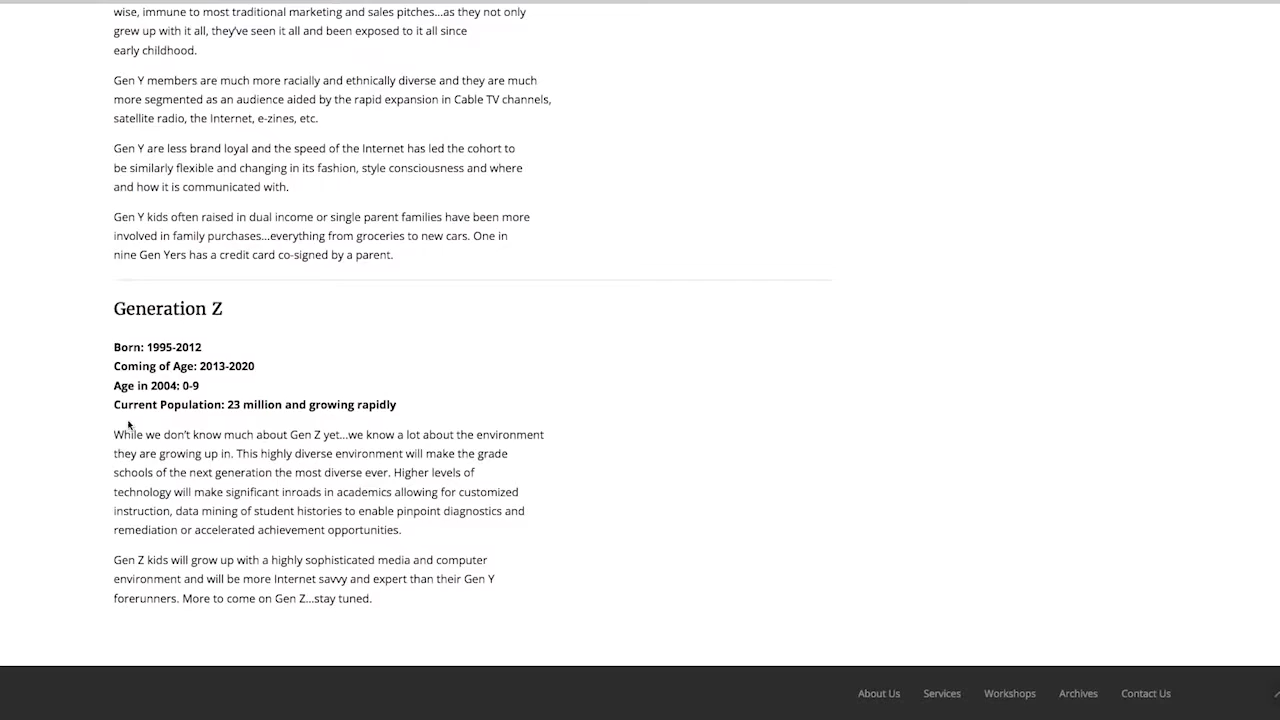 wise, immune to most traditional marketing and sales pitches...as they not only
grew up with it all, they've seen it all and been exposed to it all since
early childhood.
Gen Y members are much more racially and ethnically diverse and they are much
more segmented as an audience aided by the rapid expansion in Cable TV channels,
satellite radio, the Internet, e-zines, etc.
Gen Y are less brand loyal and the speed of the Internet has led the cohort to
be similarly flexible and changing in its fashion, style consciousness and where
and how it is communicated with.
Gen Y kids often raised in dual income or single parent families have been more
involved in family purchases...everything from groceries to new cars. One in
nine Gen Yers has a credit card co-signed by a parent.
Generation Z
Born: 1995-2012
Coming of Age: 2013-2020
Age in 2004: 0-9
Current Population: 23 million and growing rapidly
While we don't know much about Gen Z yet...we know a lot about the environment
they are growing up in. This highly diverse environment will make the grade
schools of the next generation the most diverse ever. Higher levels of
technology will make significant inroads in academics allowing for customized
instruction, data mining of student histories to enable pinpoint diagnostics and
remediation or accelerated achievement opportunities.
Gen Z kids will grow up with a highly sophisticated media and computer
environment and will be more Internet savvy and expert than their Gen Y
forerunners. More to come on Gen Z...stay tuned.
About Us Services Workshops Archives Contact Us